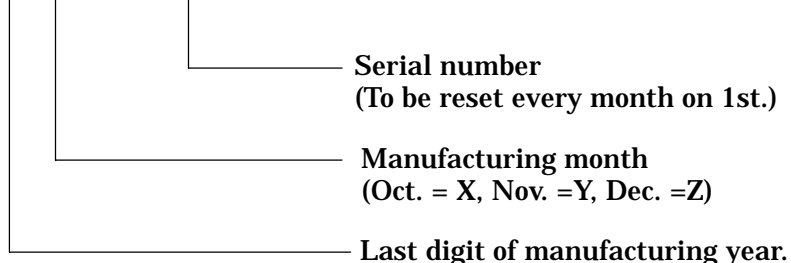 Serial number
(To be reset every month on 1st.)
Manufacturing month
(Oct. = X, Nov. =Y, Dec. =Z)
Last digit of manufacturing year.